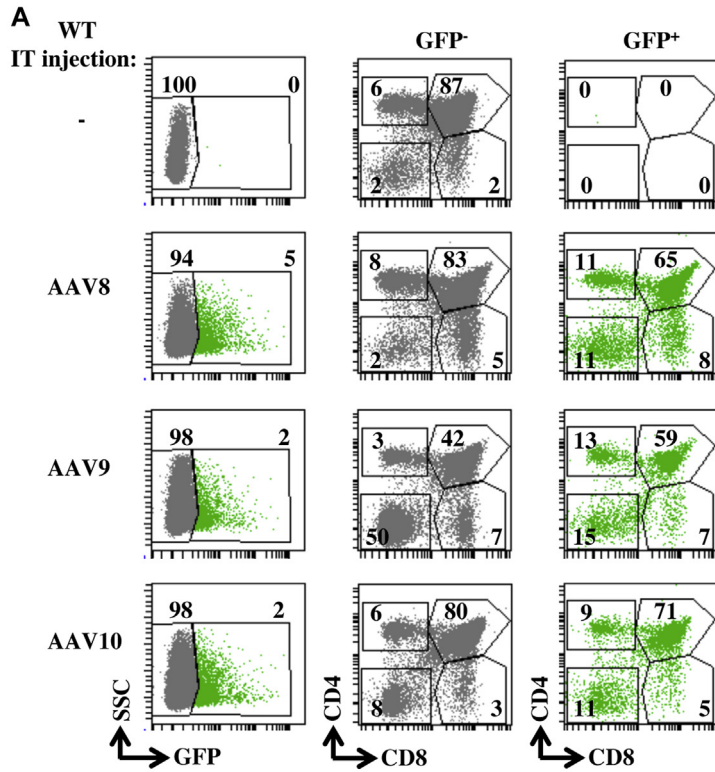 A
WT
IT injection:
GFP-
GFP+
-
100 0
6 87
2 2
0 0
0 0
AAV8
94 5
8 83
2 5
11 65
11 8
AAV9
98 2
3 42
50 7
13 59
15 7
AAV10
98 2
6 80
8 3
9 71
11 5
SSC
GFP
CD4
CD8
CD4
CD8